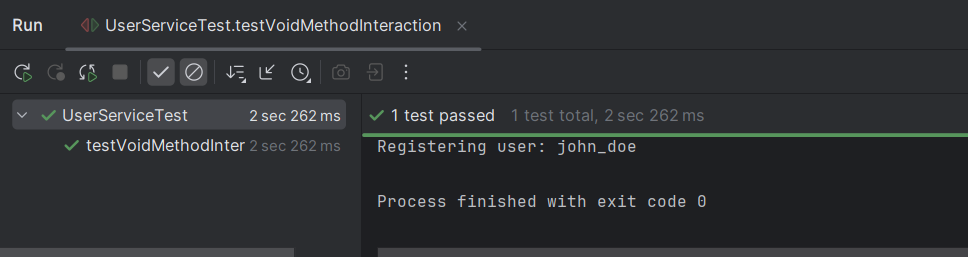 Run UserServiceTest.testVoidMethodInteraction
UserServiceTest 2 sec 262 ms
testVoidMethodInter 2 sec 262 ms
1 test passed 1 test total, 2 sec 262 ms
Registering user: john_doe
Process finished with exit code 0